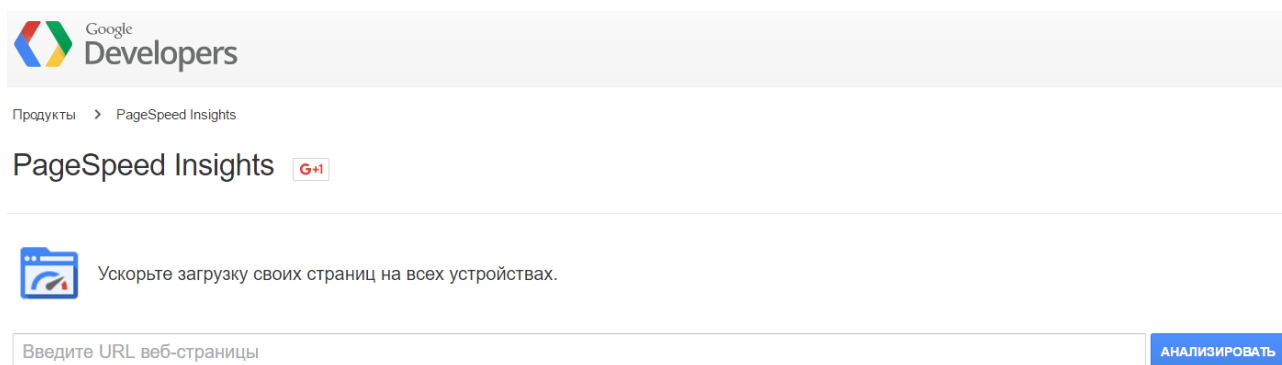 Google
Developers
Продукты > PageSpeed Insights
PageSpeed Insights G+1
Ускорьте загрузку своих страниц на всех устройствах.
Введите URL веб-страницы АНАЛИЗИРОВАТЬ